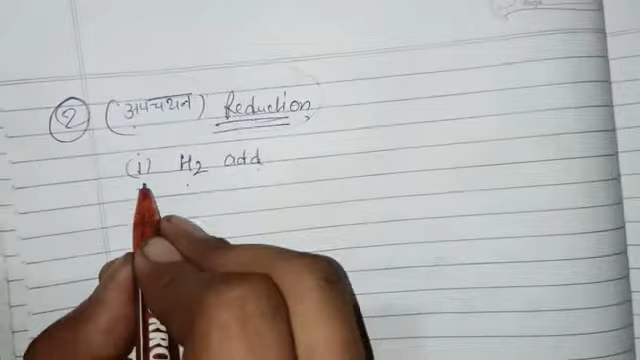 ② (अपचयन) Reduction,
(i) H₂ add